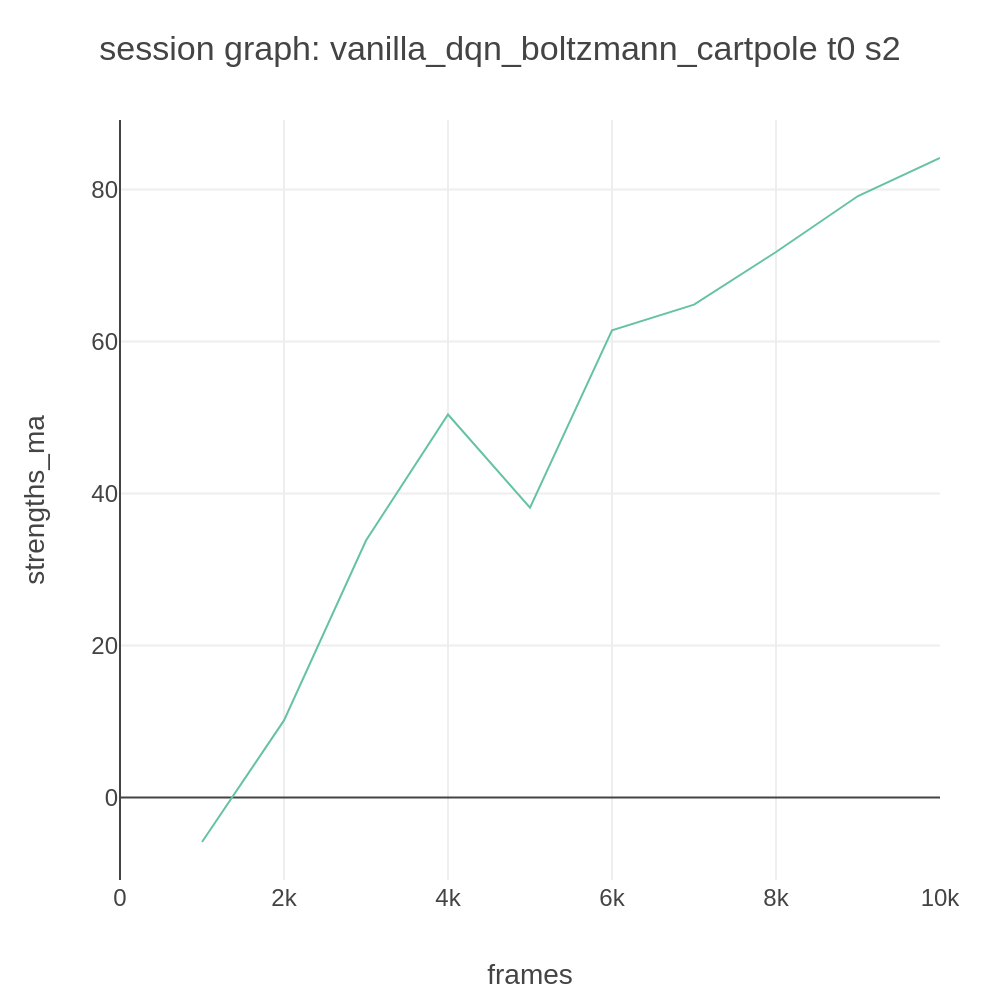 session graph: vanilla_dqn_boltzmann_cartpole t0 s2
80
60
40
20
0
strengths_ma
0 2k 4k 6k 8k 10k
frames